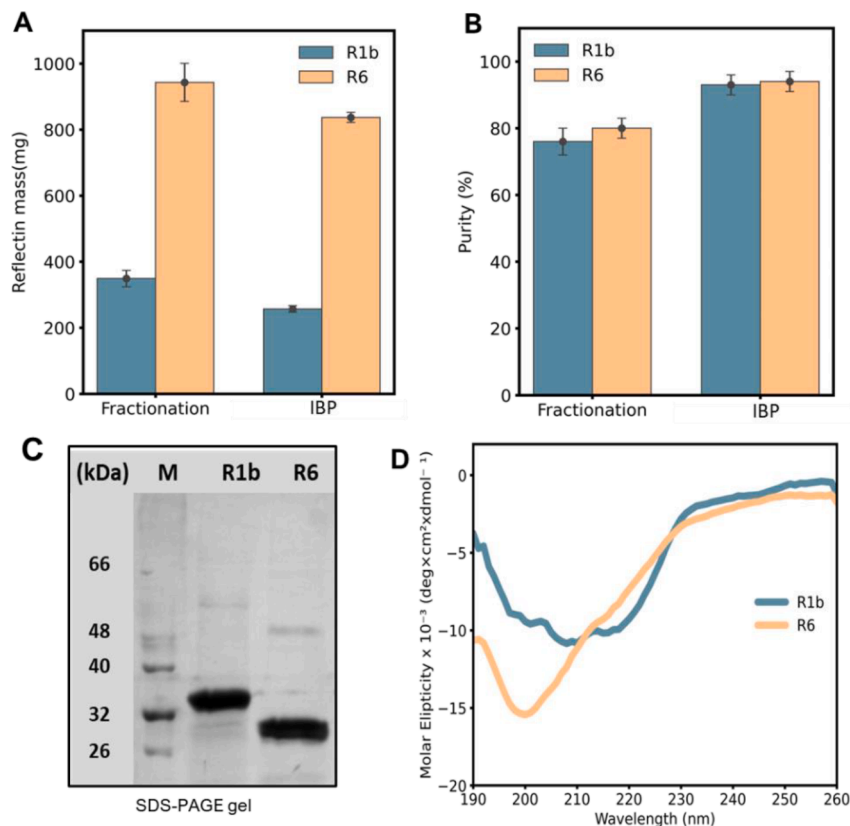 A
R1b
R6
Reflectin mass(mg)
1000
800
600
400
200
0
Fractionation
IBP
B
R1b
R6
Purity (%)
100
80
60
40
20
0
Fractionation
IBP
C
(kDa) M R1b R6
66
48
40
32
26
SDS-PAGE gel
D
Molar Elipticity x 10⁻³ (deg×cm²xdmol⁻¹)
0
−5
−10
−15
−20
R1b
R6
190 200 210 220 230 240 250 260
Wavelength (nm)